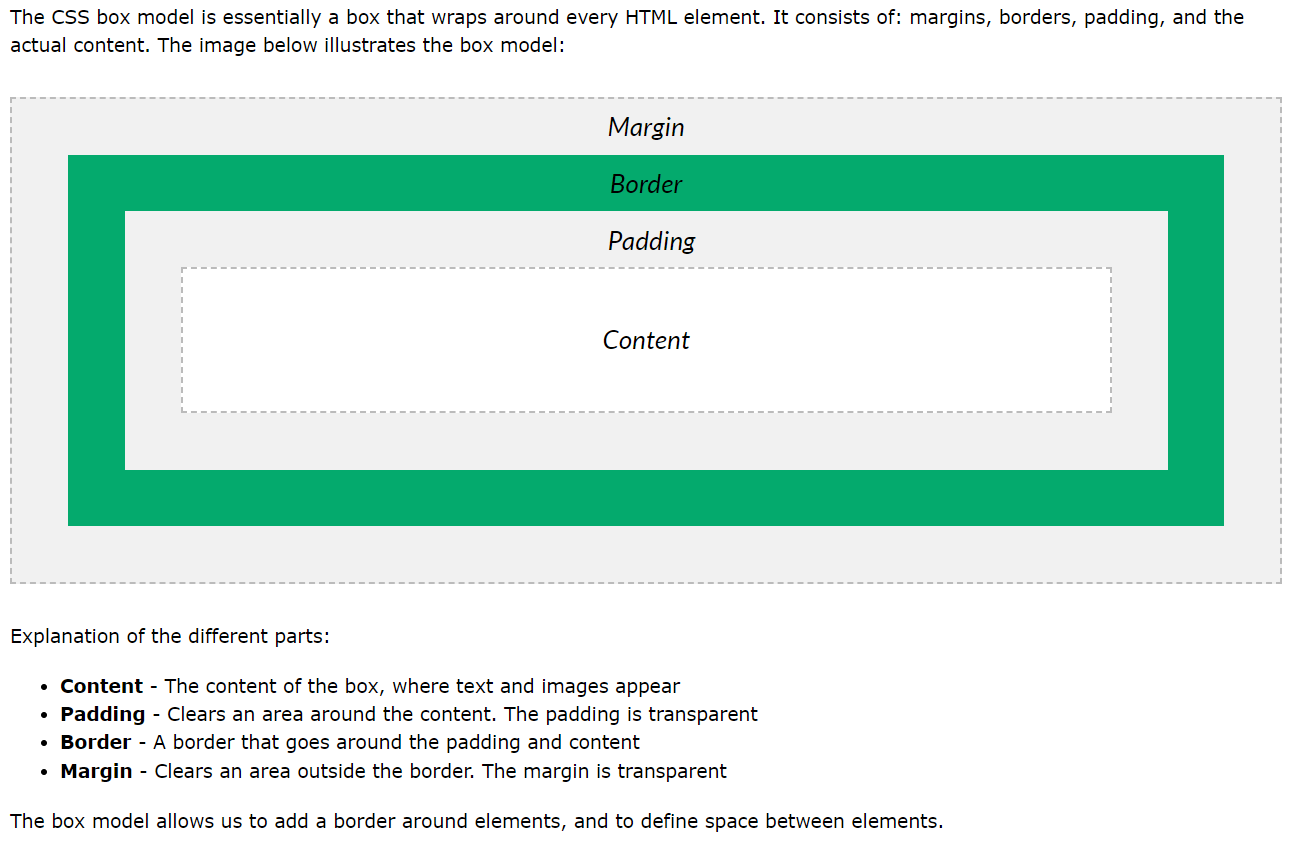 The CSS box model is essentially a box that wraps around every HTML element. It consists of: margins, borders, padding, and the
actual content. The image below illustrates the box model:
Margin
Border
Padding
Content
Explanation of the different parts:
• Content - The content of the box, where text and images appear
• Padding - Clears an area around the content. The padding is transparent
• Border - A border that goes around the padding and content
• Margin - Clears an area outside the border. The margin is transparent
The box model allows us to add a border around elements, and to define space between elements.